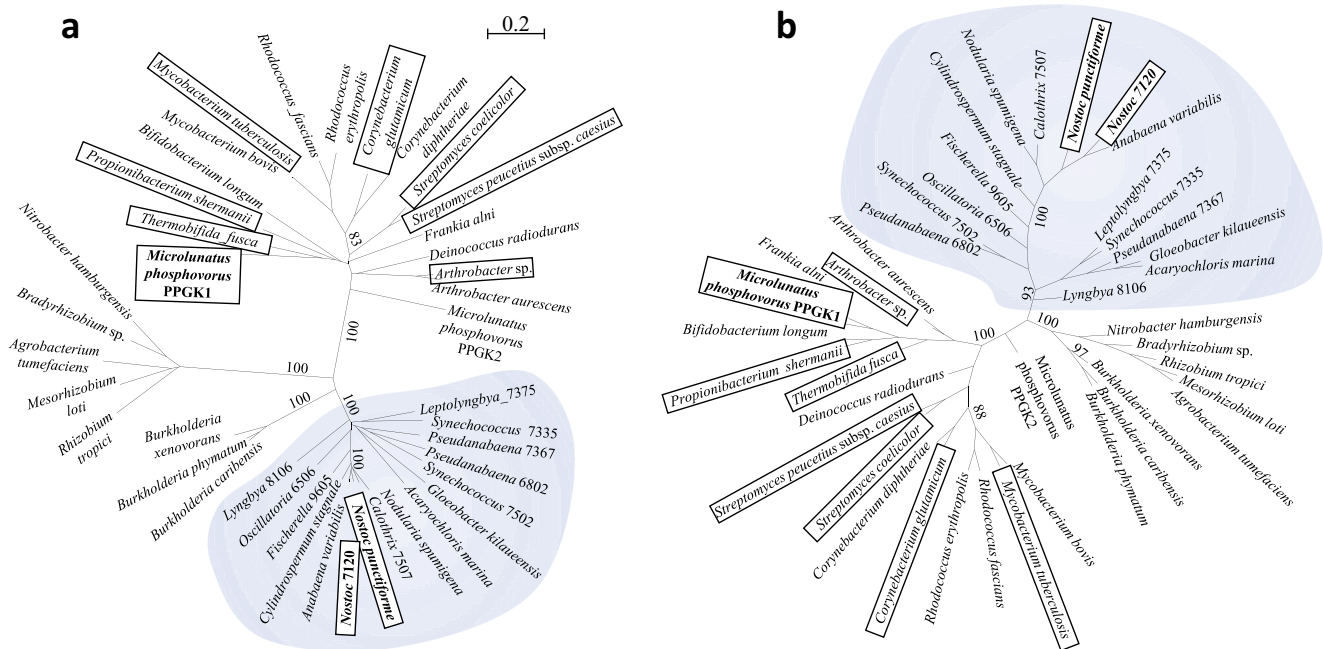 a
0.2
Rhodococcus_fascians
Rhodococcus
erythropolis
Corynebacterium
glutamicum
Corynebacterium
diphtheriae
Streptomyces coelicolor
Streptomyces peucetius subsp. caesius
Mycobacterium tuberculosis
Mycobacterium bovis
Bifidobacterium longum
Propionibacterium shermanii
Thermobifida_fusca
Microlunatus
phosphovorus
PPGK1
83
Frankia alni
Deinococcus radiodurans
Arthrobacter sp.
Arthrobacter aurescens
Microlunatus
phosphovorus
PPGK2
100
Nitrobacter hamburgensis
Bradyrhizobium sp.
Agrobacterium
tumefaciens
Mesorhizobium
loti
Rhizobium
tropici
100
100
100
Burkholderia
xenovorans
Burkholderia phymatum
Burkholderia caribensis
Leptolyngbya_7375
Synechococcus 7335
Pseudanabaena 7367
Pseudanabaena 6802
Synechococcus 7502
Gloeobacter kilaueensis
Acaryochloris marina
Nodularia spumigena
Calothrix 7507
Nostoc punctiforme
Nostoc 7120
Anabaena variabilis
Cylindrospermum stagnale
Fischerella 9605
Oscillatoria 6506
Lyngbya 8106
100
b
Nodularia spumigena
Cylindrospermum stagnale
Calothrix 7507
Nostoc punctiforme
Nostoc 7120
Anabaena variabilis
Fischerella 9605
Oscillatoria 6506
Synechococcus 7502
Pseudanabaena 6802
100
Leptolyngbya 7375
Synechococcus 7335
Pseudanabaena 7367
Gloeobacter kilaueensis
Acaryochloris marina
Lyngbya 8106
93
Arthrobacter aurescens
Arthrobacter sp.
Frankia alni
Microlunatus
phosphovorus PPGK1
Bifidobacterium longum
Propionibacterium shermanii
Thermobifida fusca
Deinococcus radiodurans
Streptomyces peucetius subsp. caesius
Streptomyces coelicolor
Corynebacterium diphtheriae
Corynebacterium glutamicum
Rhodococcus erythropolis
Rhodococcus fascians
Mycobacterium tuberculosis
Mycobacterium bovis
88
100
Microlunatus
phosphovorus
PPGK2
100
97
Nitrobacter hamburgensis
Bradyrhizobium sp.
Rhizobium tropici
Mesorhizobium loti
Agrobacterium tumefaciens
Burkholderia xenovorans
Burkholderia caribensis
Burkholderia phymatum